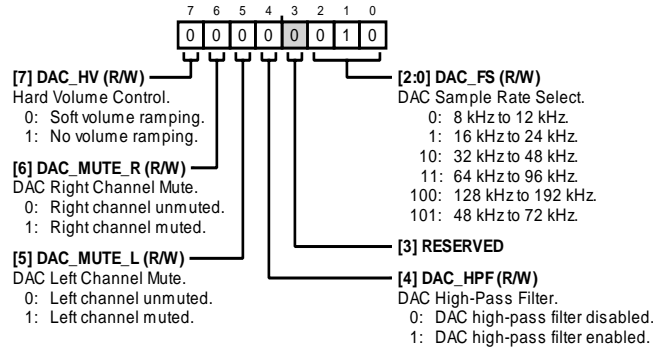 7 6 5 4 3 2 1 0
0 0 0 0 0 0 1 0
[7] DAC_HV (R/W)
Hard Volume Control.
0: Soft volume ramping.
1: No volume ramping.
[6] DAC_MUTE_R (R/W)
DAC Right Channel Mute.
0: Right channel unmuted.
1: Right channel muted.
[5] DAC_MUTE_L (R/W)
DAC Left Channel Mute.
0: Left channel unmuted.
1: Left channel muted.
[2:0] DAC_FS (R/W)
DAC Sample Rate Select.
0: 8 kHz to 12 kHz.
1: 16 kHz to 24 kHz.
10: 32 kHz to 48 kHz.
11: 64 kHz to 96 kHz.
100: 128 kHz to 192 kHz.
101: 48 kHz to 72 kHz.
[3] RESERVED
[4] DAC_HPF (R/W)
DAC High-Pass Filter.
0: DAC high-pass filter disabled.
1: DAC high-pass filter enabled.